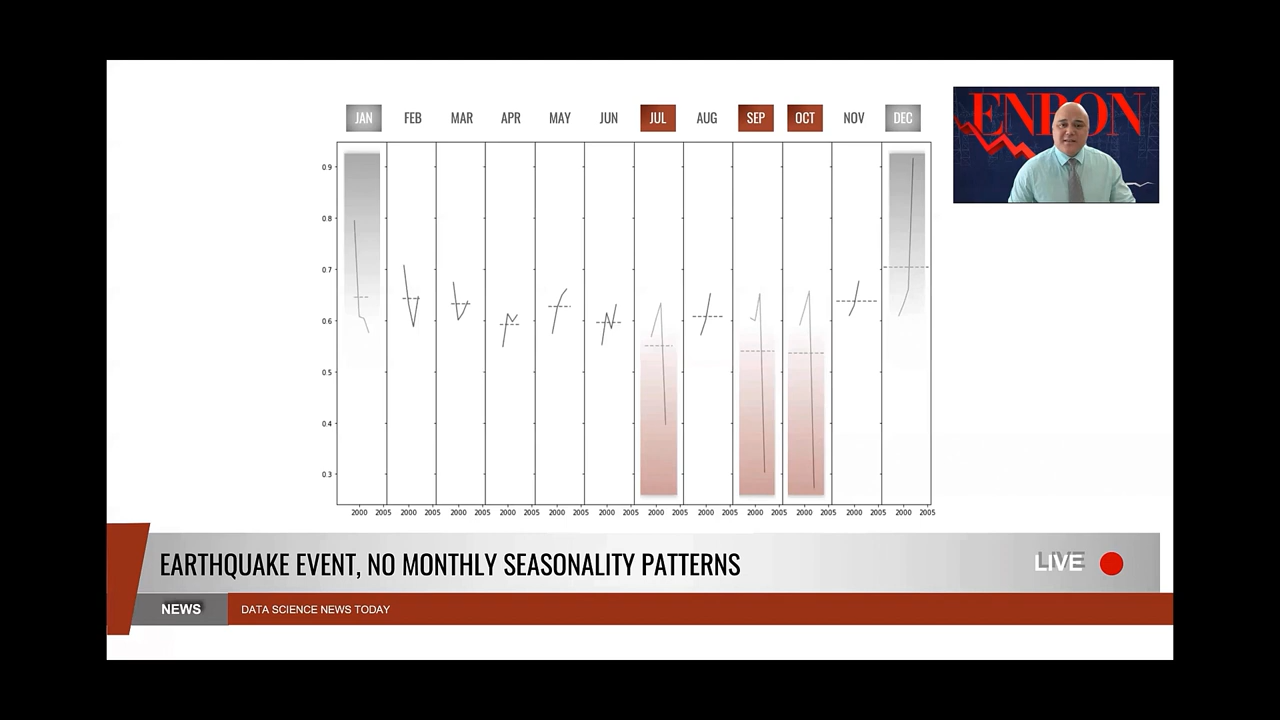 JAN FEB MAR APR MAY JUN JUL AUG SEP OCT NOV DEC
ENRON
0.9
0.8
0.7
0.6
0.5
0.4
0.3
2000 2005 2000 2005 2000 2005 2000 2005 2000 2005 2000 2005 2000 2005 2000 2005 2000 2005 2000 2005 2000 2005 2000 2005
EARTHQUAKE EVENT, NO MONTHLY SEASONALITY PATTERNS
LIVE
NEWS
DATA SCIENCE NEWS TODAY